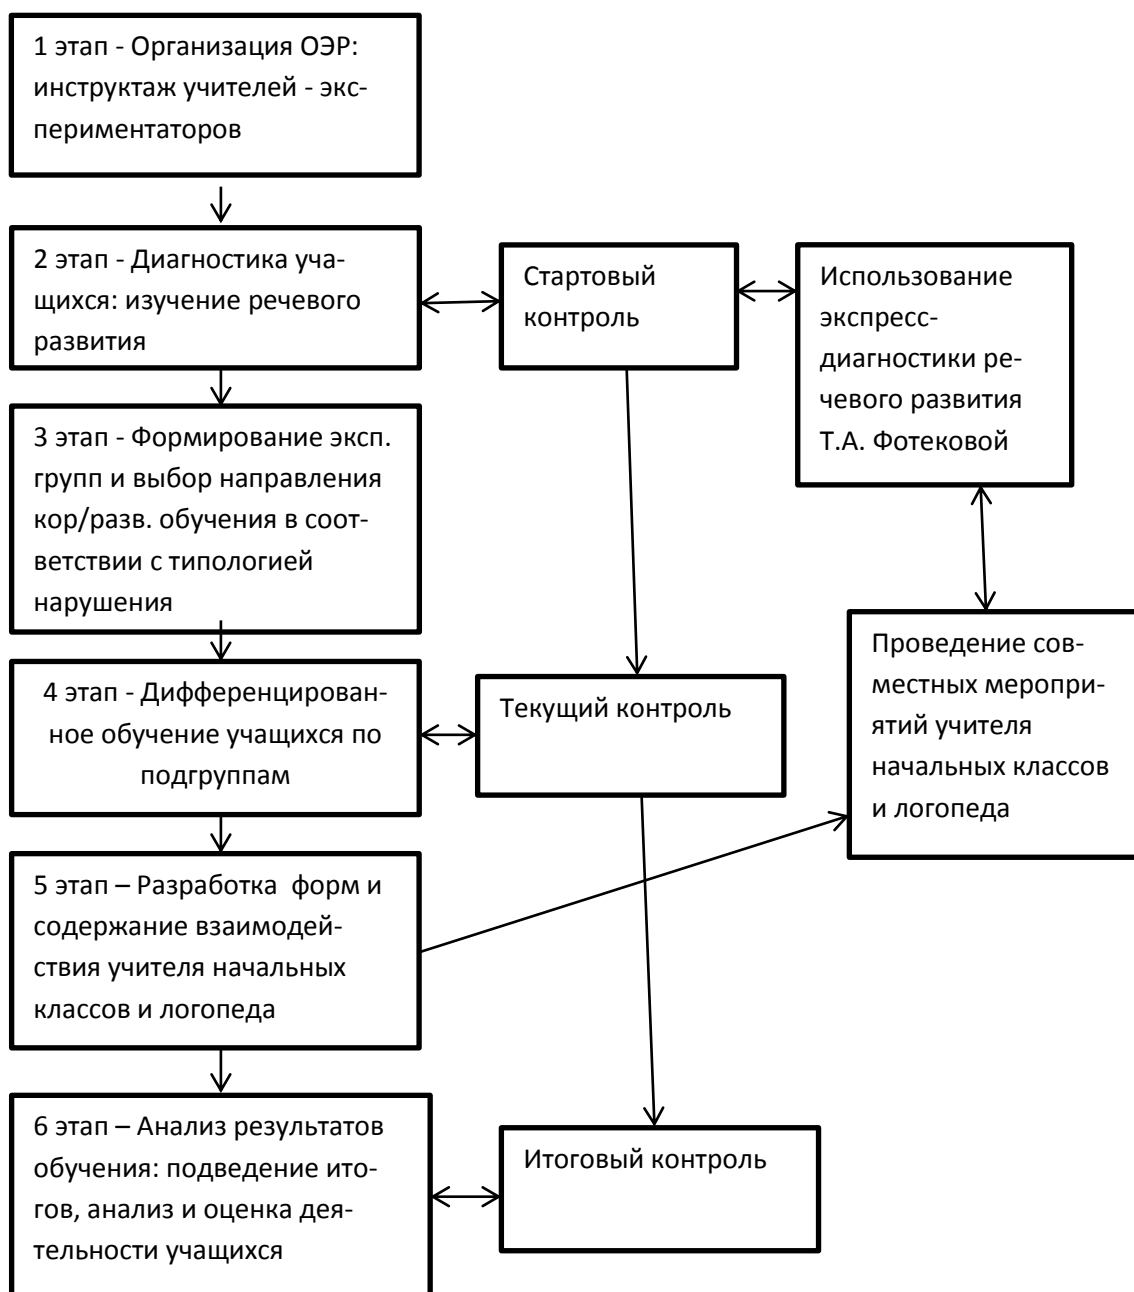 1 этап - Организация ОЭР:
инструктаж учителей - экс-
периментаторов
2 этап - Диагностика уча-
щихся: изучение речевого
развития
Стартовый
контроль
Использование
экспресс-
диагностики ре-
чевого развития
Т.А. Фотековой
3 этап - Формирование эксп.
групп и выбор направления
кор/разв. обучения в соот-
ветствии с типологией
нарушения
4 этап - Дифференцирован-
ное обучение учащихся по
подгруппам
Текущий контроль
Проведение сов-
местных меропри-
ятий учителя
начальных классов
и логопеда
5 этап – Разработка  форм и
содержание взаимодей-
ствия учителя начальных
классов и логопеда
6 этап – Анализ результатов
обучения: подведение ито-
гов, анализ и оценка дея-
тельности учащихся
Итоговый контроль